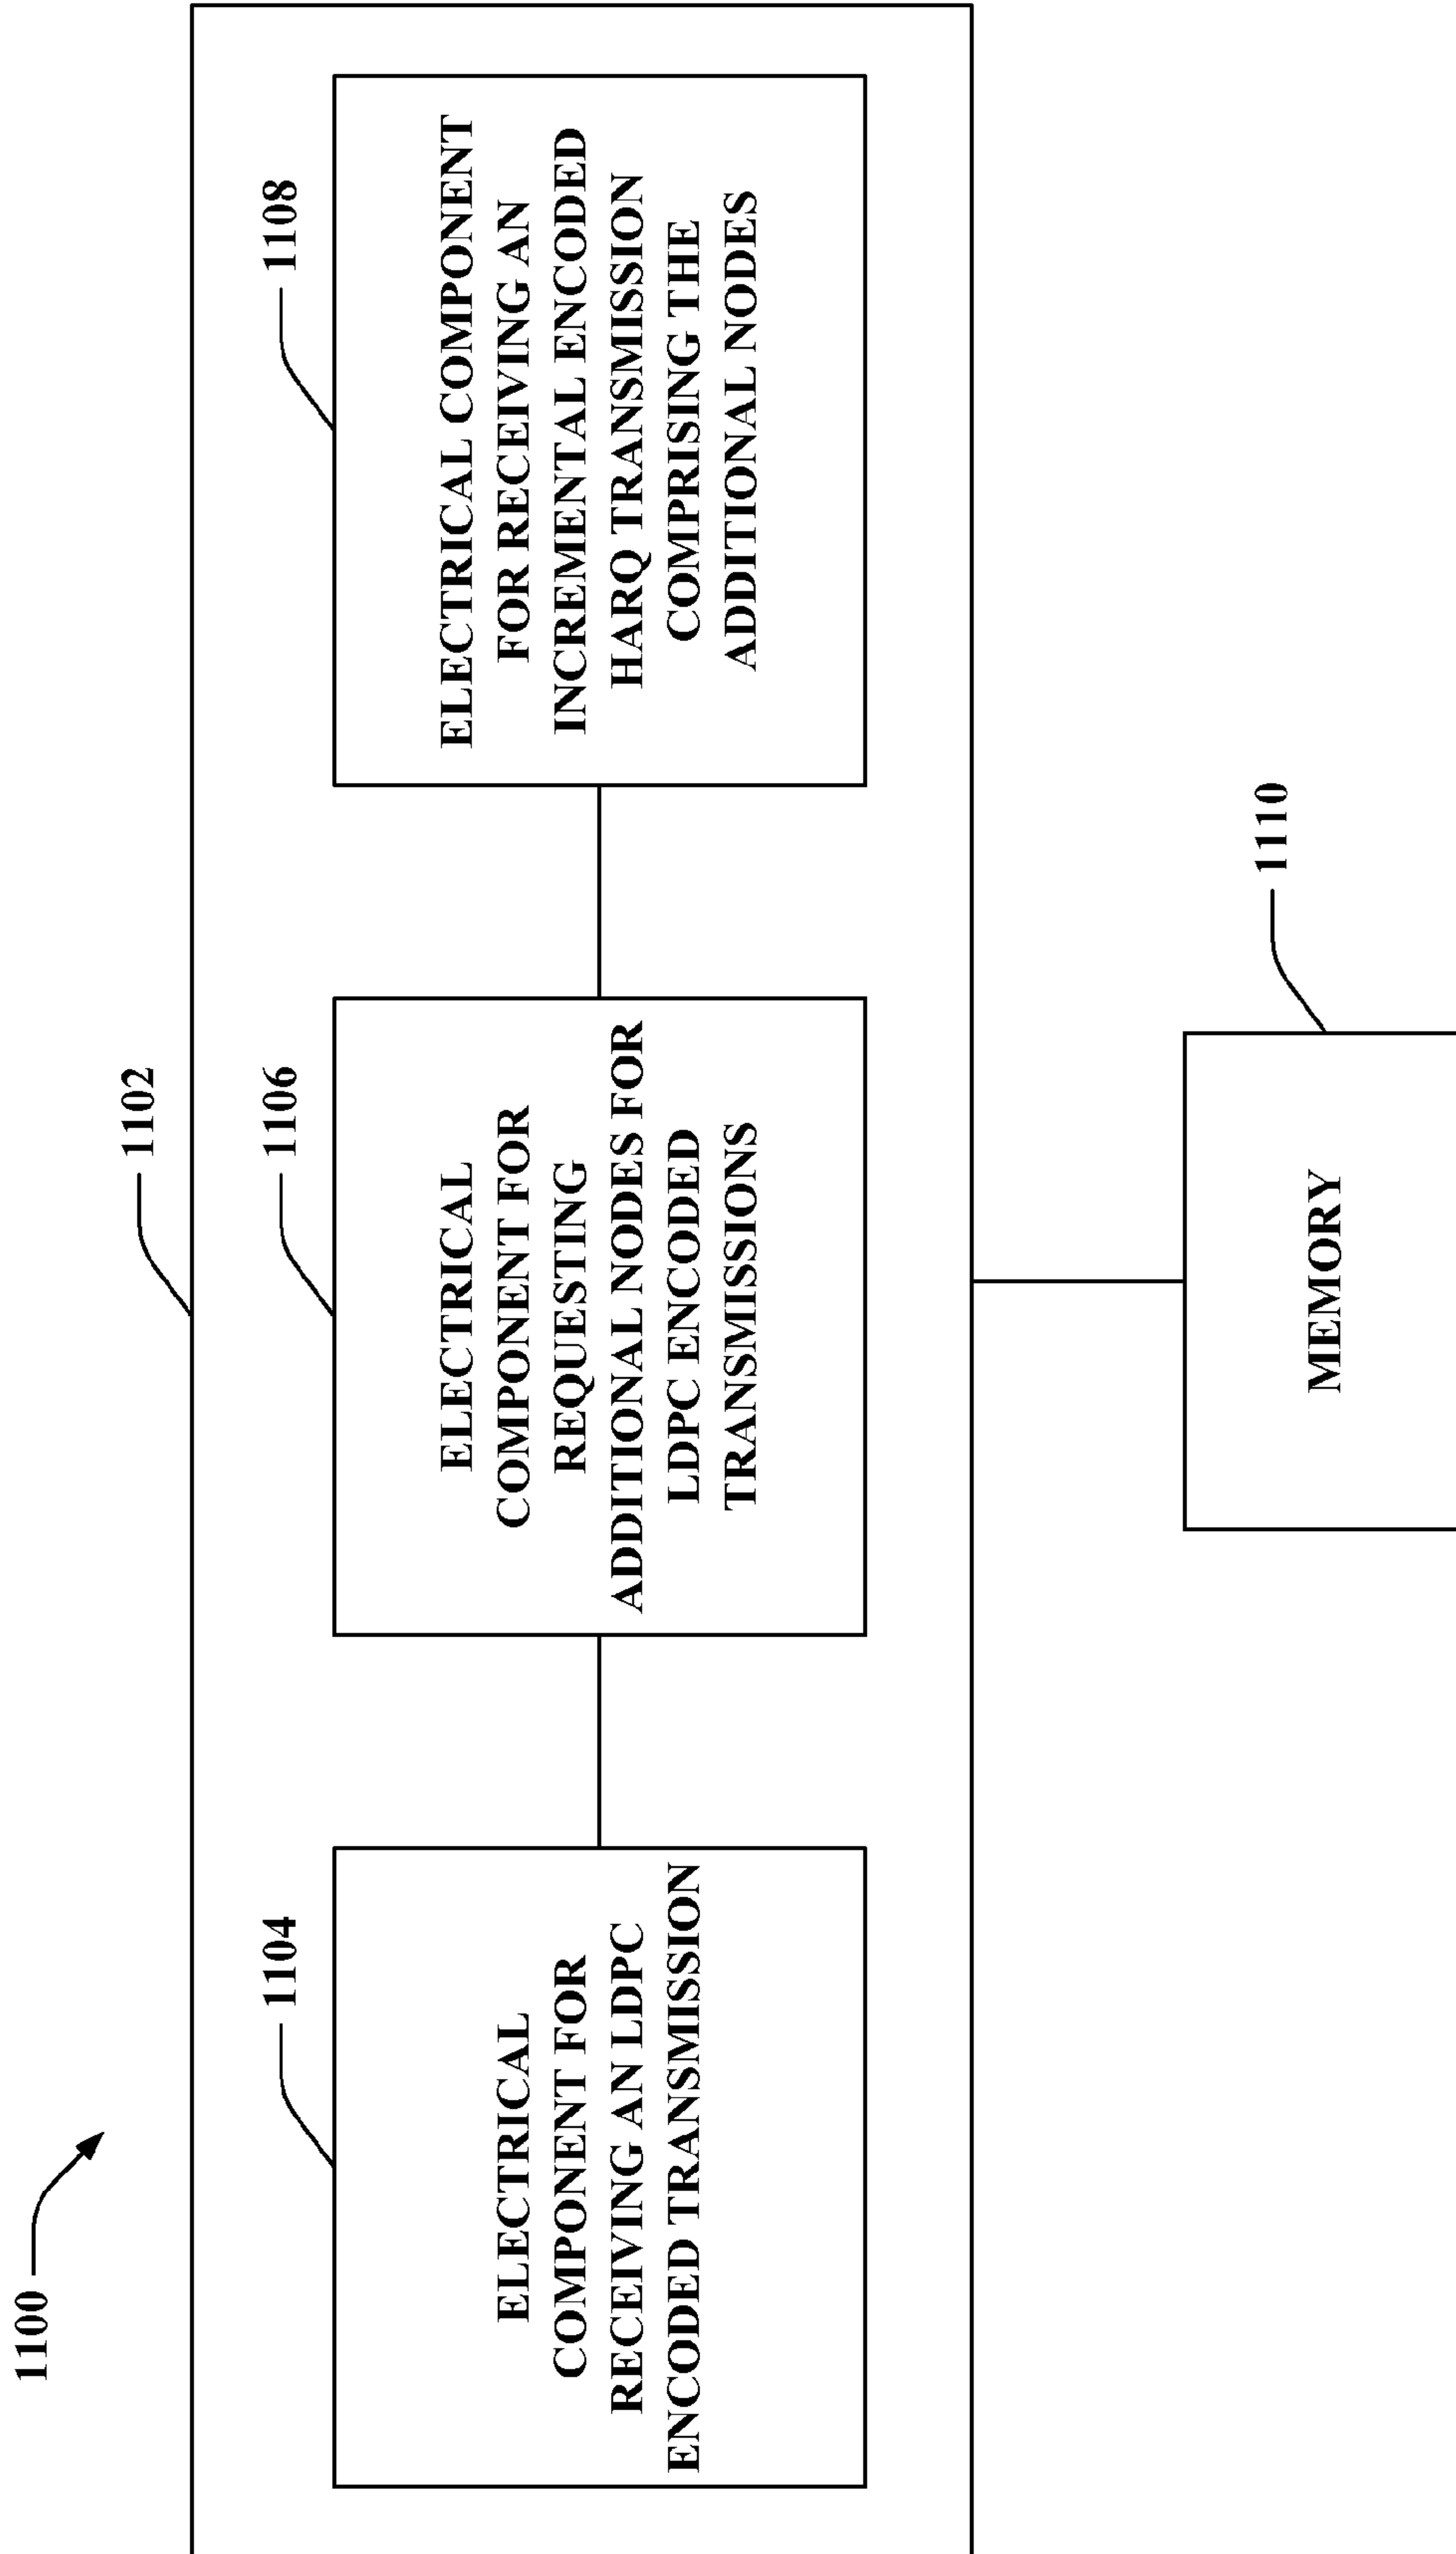 1100
1102
1104
ELECTRICAL
COMPONENT FOR
RECEIVING AN LDPC
ENCODED TRANSMISSION
1106
ELECTRICAL
COMPONENT FOR
REQUESTING
ADDITIONAL NODES FOR
LDPC ENCODED
TRANSMISSIONS
1108
ELECTRICAL COMPONENT
FOR RECEIVING AN
INCREMENTAL ENCODED
HARQ TRANSMISSION
COMPRISING THE
ADDITIONAL NODES
1110
MEMORY